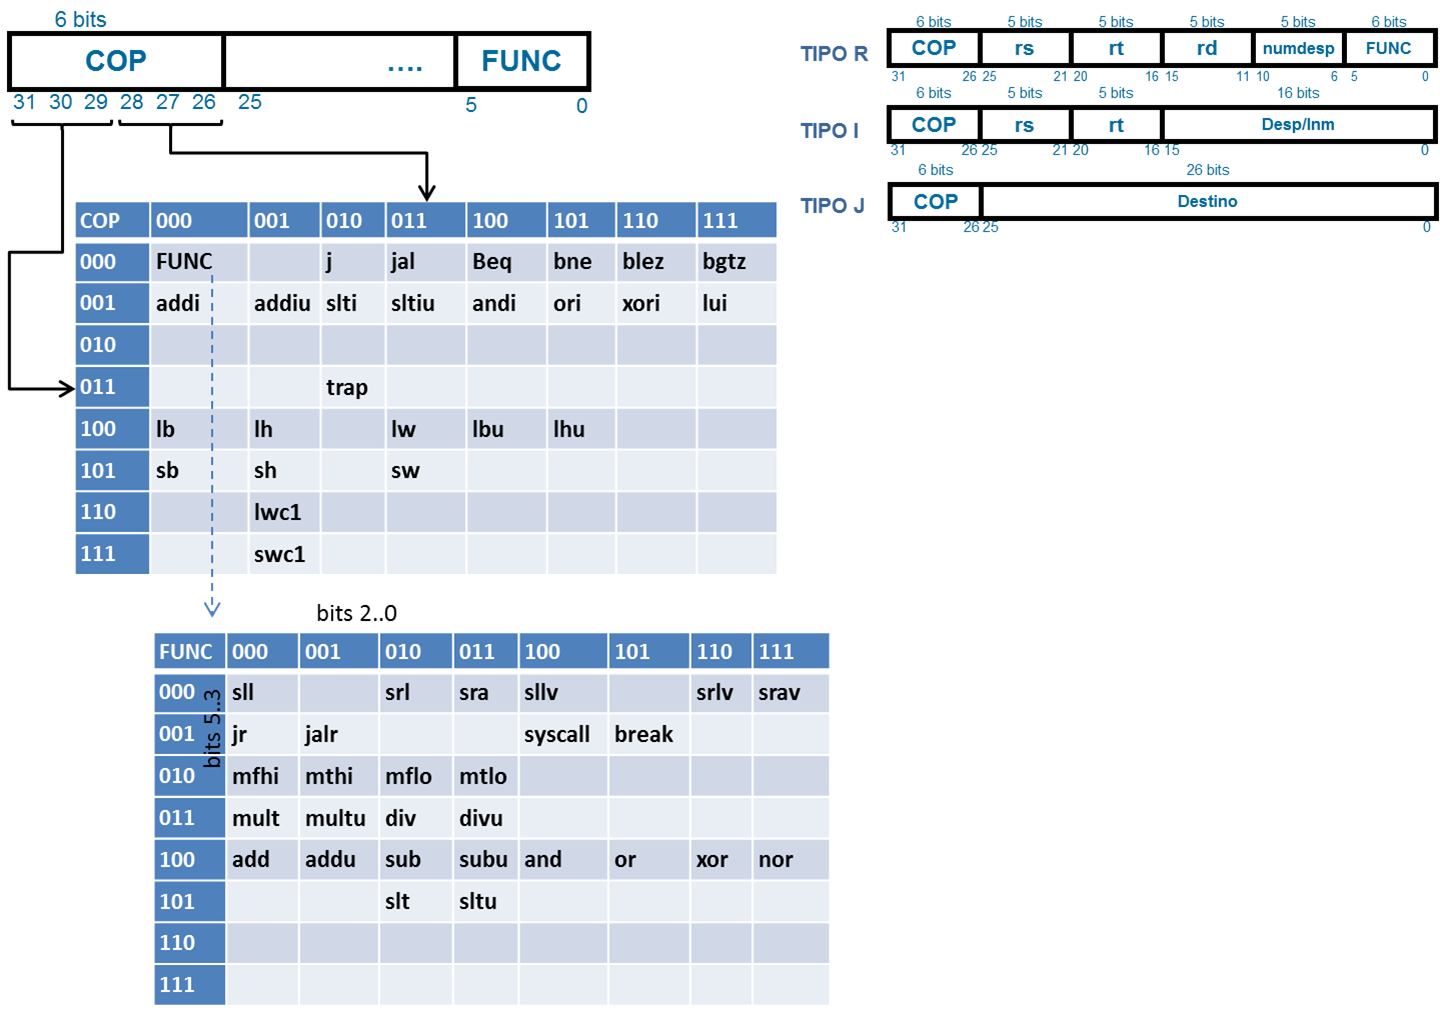 6 bits
COP .... FUNC
31 30 29 28 27 26 25 5 0
6 bits 5 bits 5 bits 5 bits 5 bits 6 bits
TIPO R COP rs rt rd numdesp FUNC
31 26 25 21 20 16 15 11 10 6 5 0
6 bits 5 bits 5 bits 16 bits
TIPO I COP rs rt Desp/Inm
31 26 25 21 20 16 15 0
6 bits 26 bits
TIPO J COP Destino
31 26 25 0
COP 000 001 010 011 100 101 110 111
000 FUNC j jal Beq bne blez bgtz
001 addi addiu slti sltiu andi ori xori lui
010
011 trap
100 lb lh lw lbu lhu
101 sb sh sw
110 lwc1
111 swc1
bits 2..0
bits 5..3
FUNC 000 001 010 011 100 101 110 111
000 sll srl sra sllv srlv srav
001 jr jalr syscall break
010 mfhi mthi mflo mtlo
011 mult multu div divu
100 add addu sub subu and or xor nor
101 slt sltu
110
111